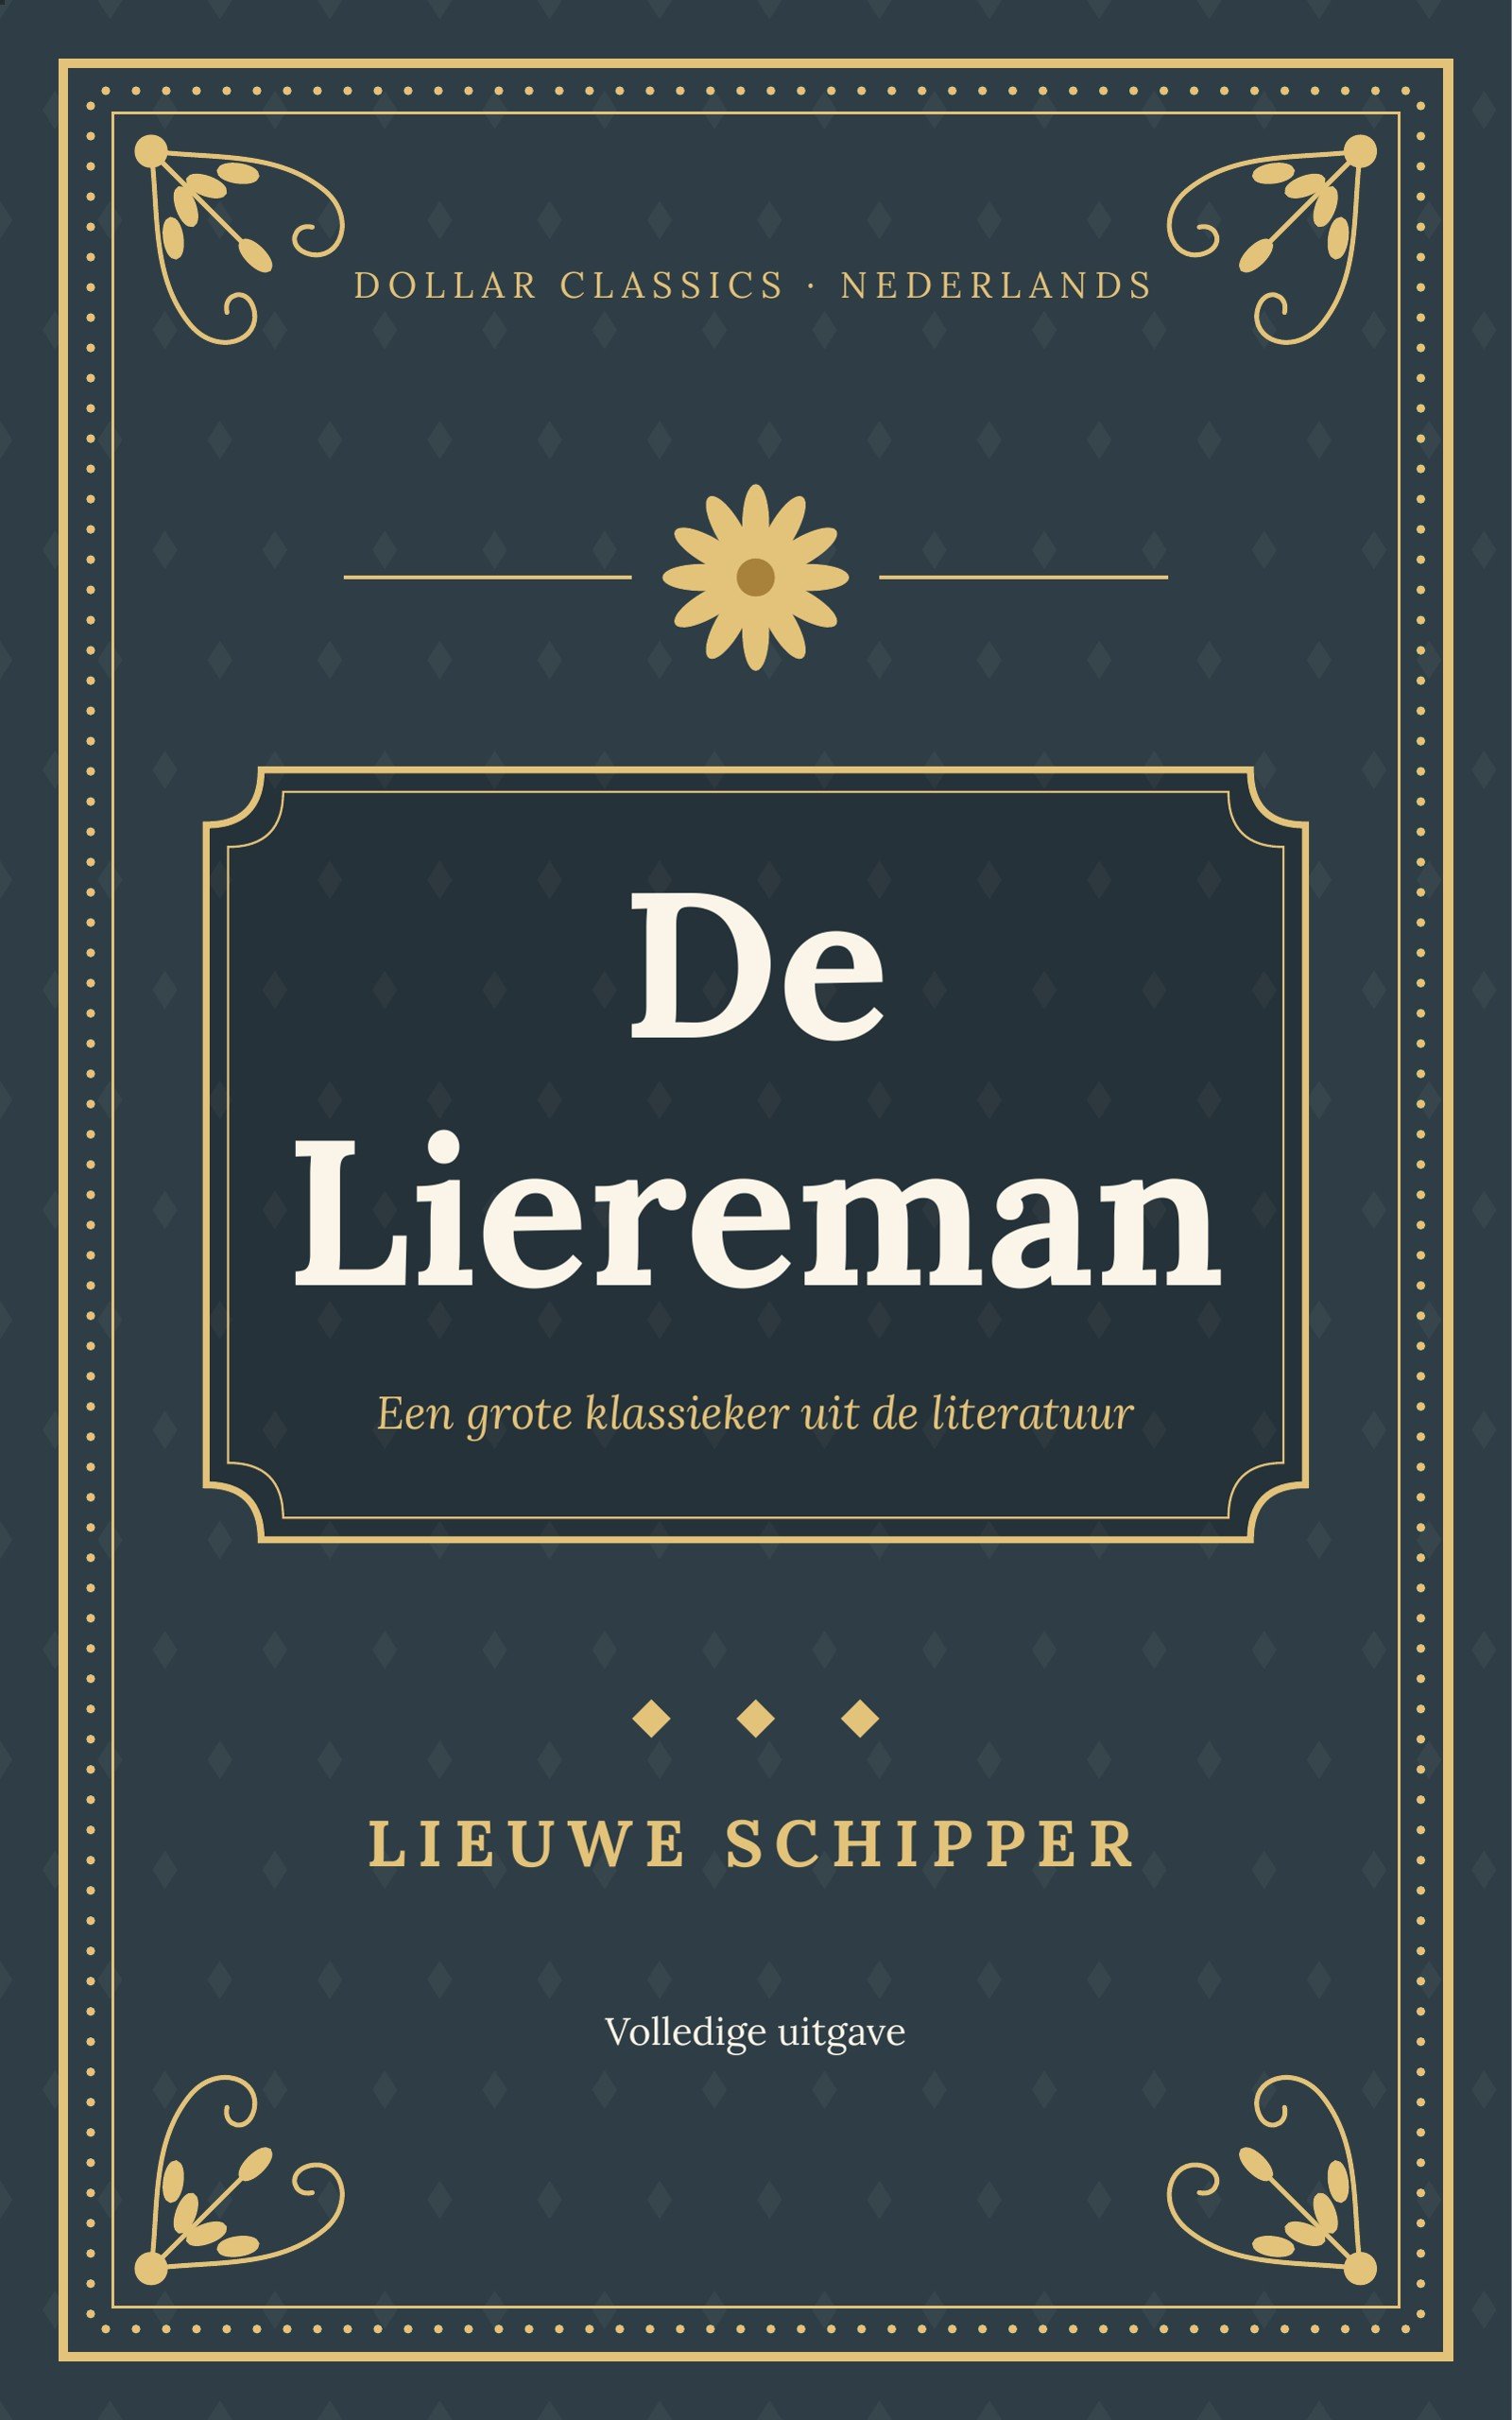 DOLLAR CLASSICS · NEDERLANDS
De
Liereman
Een grote klassieker uit de literatuur
LIEUWE SCHIPPER
Volledige uitgave